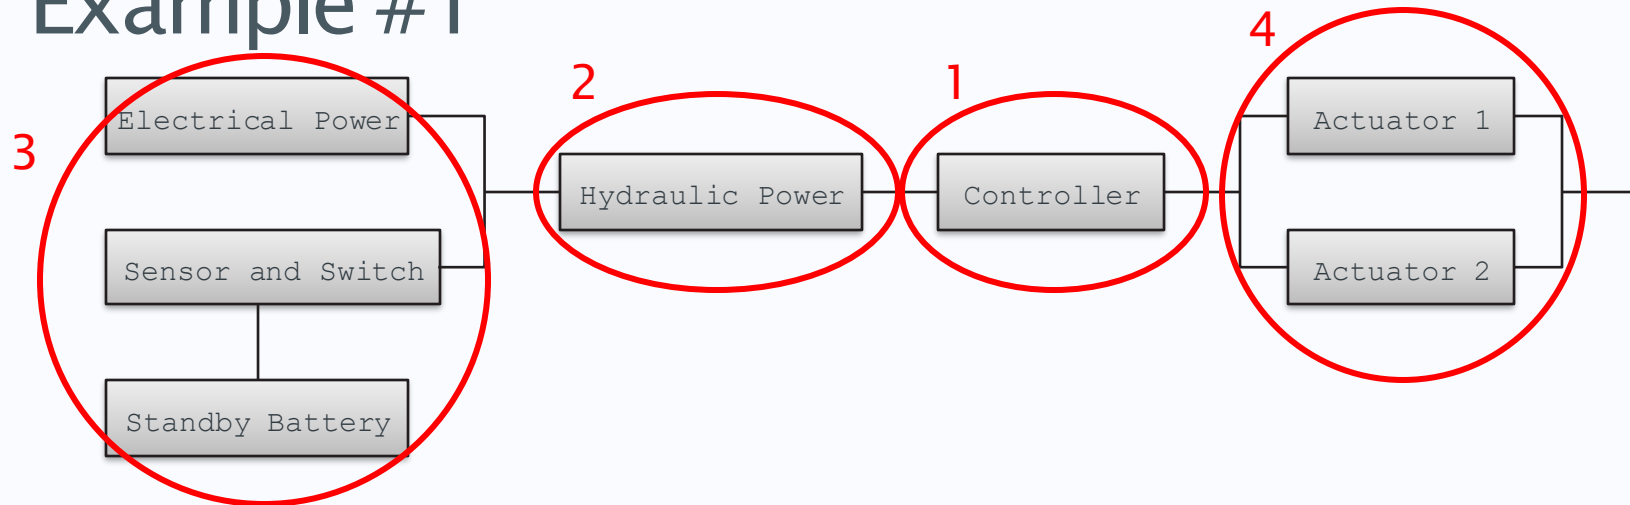 Example #1
4
2
1
Electrical Power
Actuator 1
3
Hydraulic Power
Controller
Sensor and Switch
Actuator 2
Standby Battery